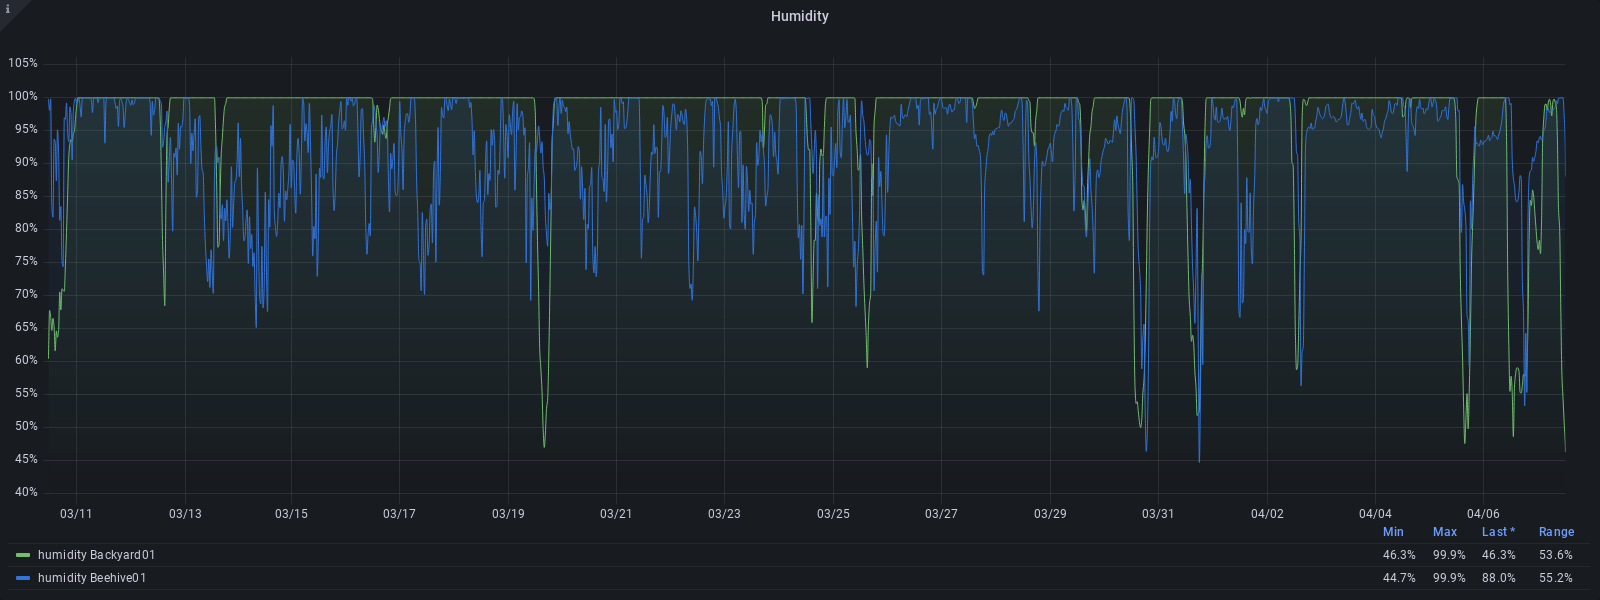 i
Humidity
105%
100%
95%
90%
85%
80%
75%
70%
65%
60%
55%
50%
45%
40%
03/11 03/13 03/15 03/17 03/19 03/21 03/23 03/25 03/27 03/29 03/31 04/02 04/04 04/06
Min Max Last * Range
humidity Backyard01 46.3% 99.9% 46.3% 53.6%
humidity Beehive01 44.7% 99.9% 88.0% 55.2%